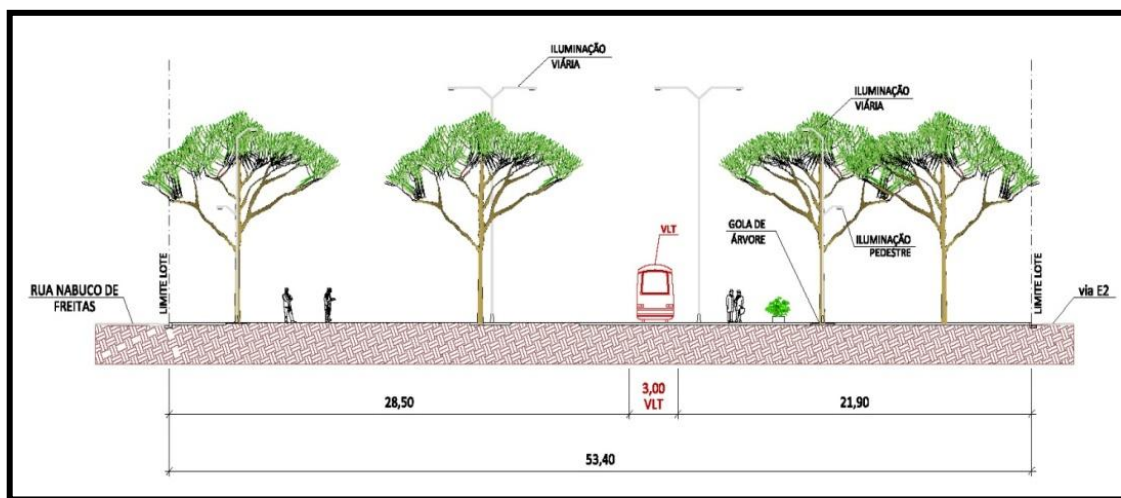 ILUMINAÇÃO
VIÁRIA
ILUMINAÇÃO
VIÁRIA
VLT
GOLA DE
ÁRVORE
ILUMINAÇÃO
PEDESTRE
LIMITE LOTE
LIMITE LOTE
RUA NABUCO DE
FREITAS
via E2
28,50
3,00
VLT
21,90
53,40